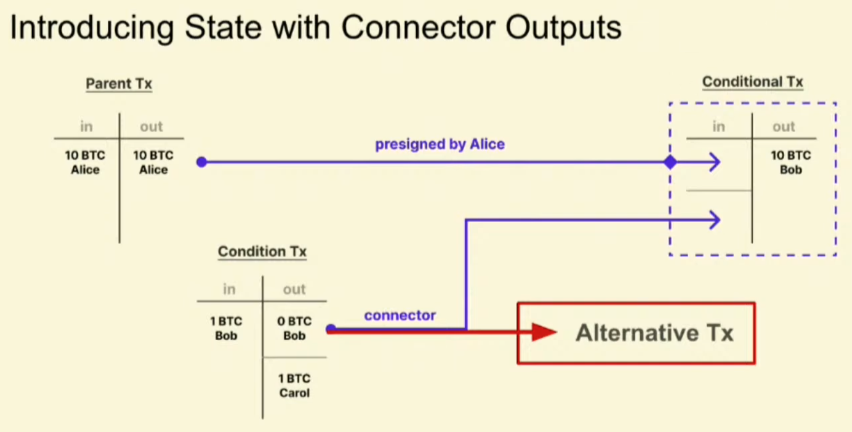 Introducing State with Connector Outputs
Parent Tx
in out
10 BTC 10 BTC
Alice Alice
presigned by Alice
Conditional Tx
in out
10 BTC
Bob
Condition Tx
in out
1 BTC 0 BTC
Bob Bob
1 BTC
Carol
connector
Alternative Tx